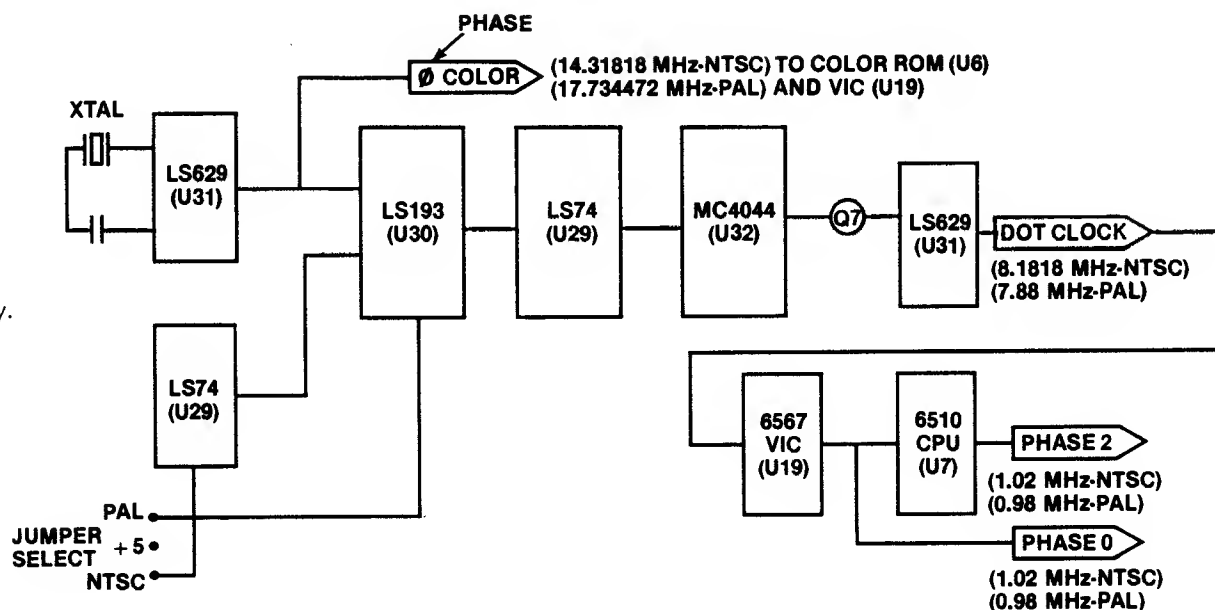 PHASE
Ø COLOR
(14.31818 MHz-NTSC) TO COLOR ROM (U6)
(17.734472 MHz-PAL) AND VIC (U19)
XTAL
LS629
(U31)
LS193
(U30)
LS74
(U29)
MC4044
(U32)
Q7
LS629
(U31)
DOT CLOCK
(8.1818 MHz-NTSC)
(7.88 MHz-PAL)
y.
LS74
(U29)
6567
VIC
(U19)
6510
CPU
(U7)
PHASE 2
(1.02 MHz-NTSC)
(0.98 MHz-PAL)
PHASE 0
(1.02 MHz-NTSC)
(0.98 MHz-PAL)
PAL
JUMPER
SELECT
+5
NTSC